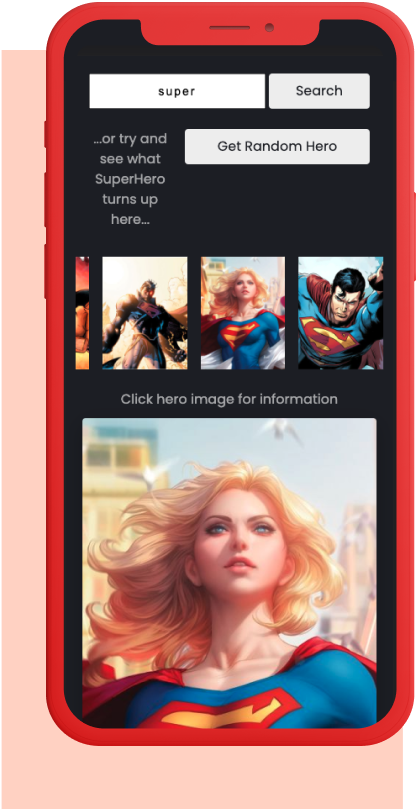 super
Search
...or try and
see what
SuperHero
turns up
here...
Get Random Hero
Click hero image for information